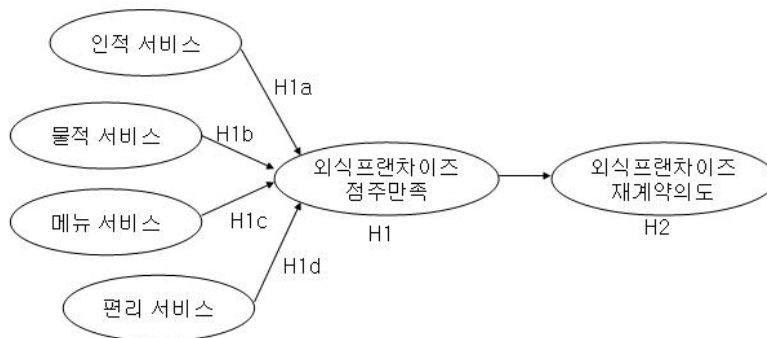 인적 서비스
H1a
물적 서비스
H1b
메뉴 서비스
H1c
편리 서비스
H1d
외식프랜차이즈
점주만족
H1
외식프랜차이즈
재계약의도
H2